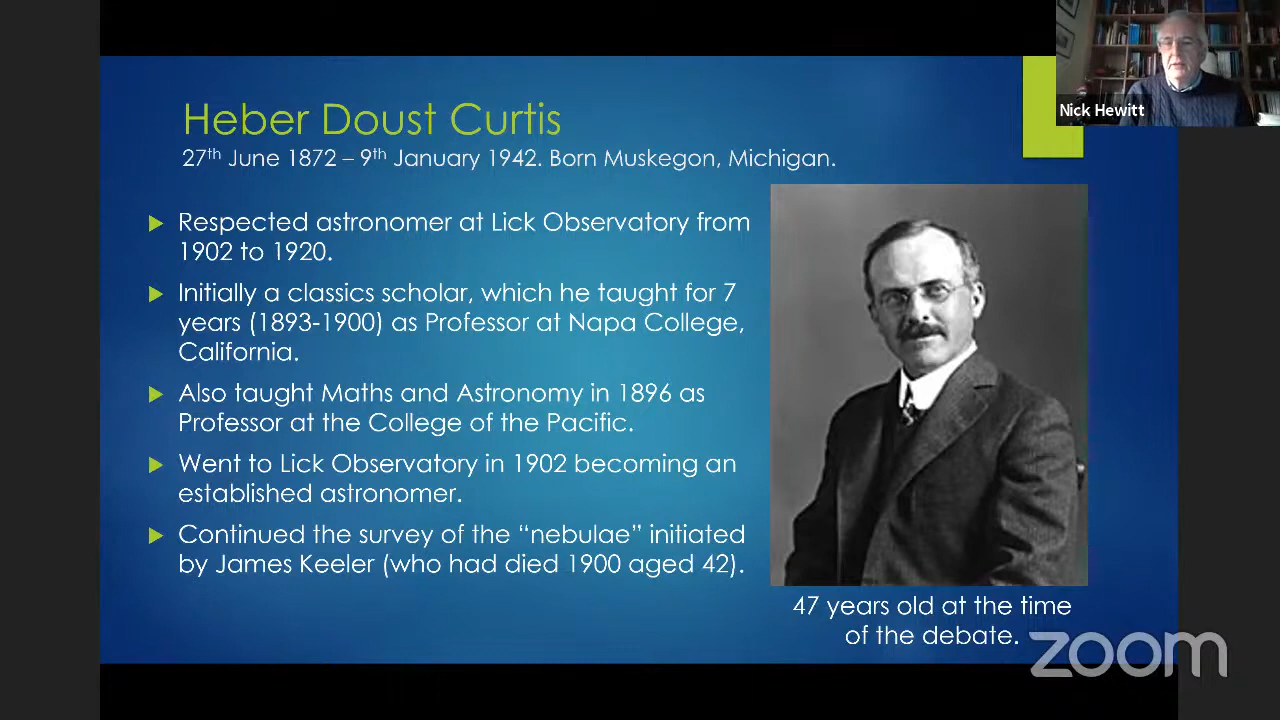 Nick Hewitt
Heber Doust Curtis
27th June 1872 – 9th January 1942. Born Muskegon, Michigan.
Respected astronomer at Lick Observatory from
1902 to 1920.
Initially a classics scholar, which he taught for 7
years (1893-1900) as Professor at Napa College,
California.
Also taught Maths and Astronomy in 1896 as
Professor at the College of the Pacific.
Went to Lick Observatory in 1902 becoming an
established astronomer.
Continued the survey of the “nebulae” initiated
by James Keeler (who had died 1900 aged 42).
47 years old at the time
of the debate.
zoom